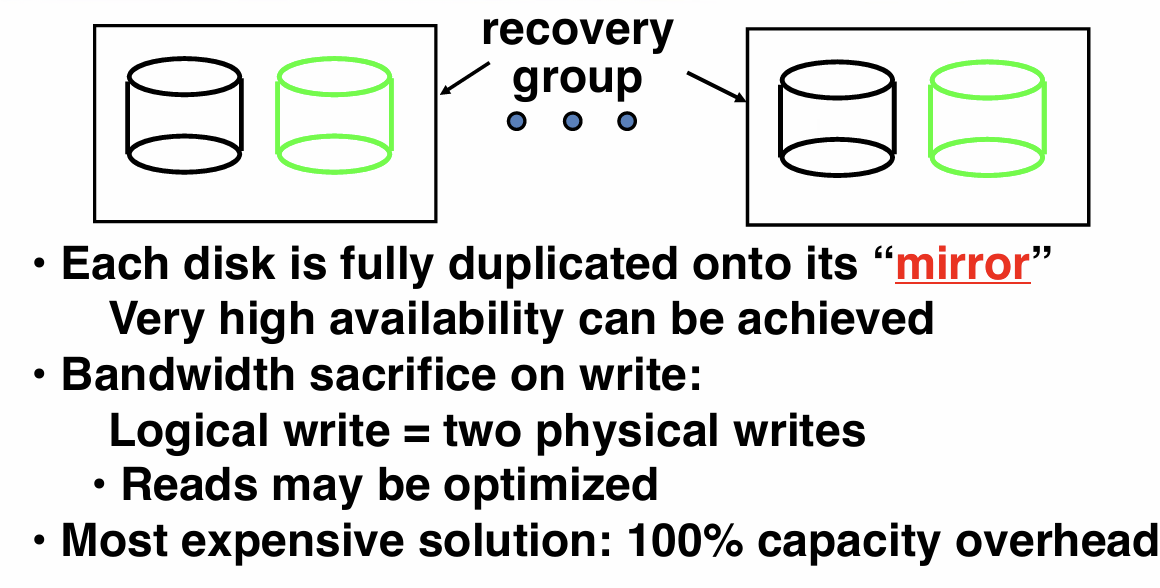 recovery
group
• Each disk is fully duplicated onto its “mirror”
Very high availability can be achieved
• Bandwidth sacrifice on write:
Logical write = two physical writes
• Reads may be optimized
• Most expensive solution: 100% capacity overhead